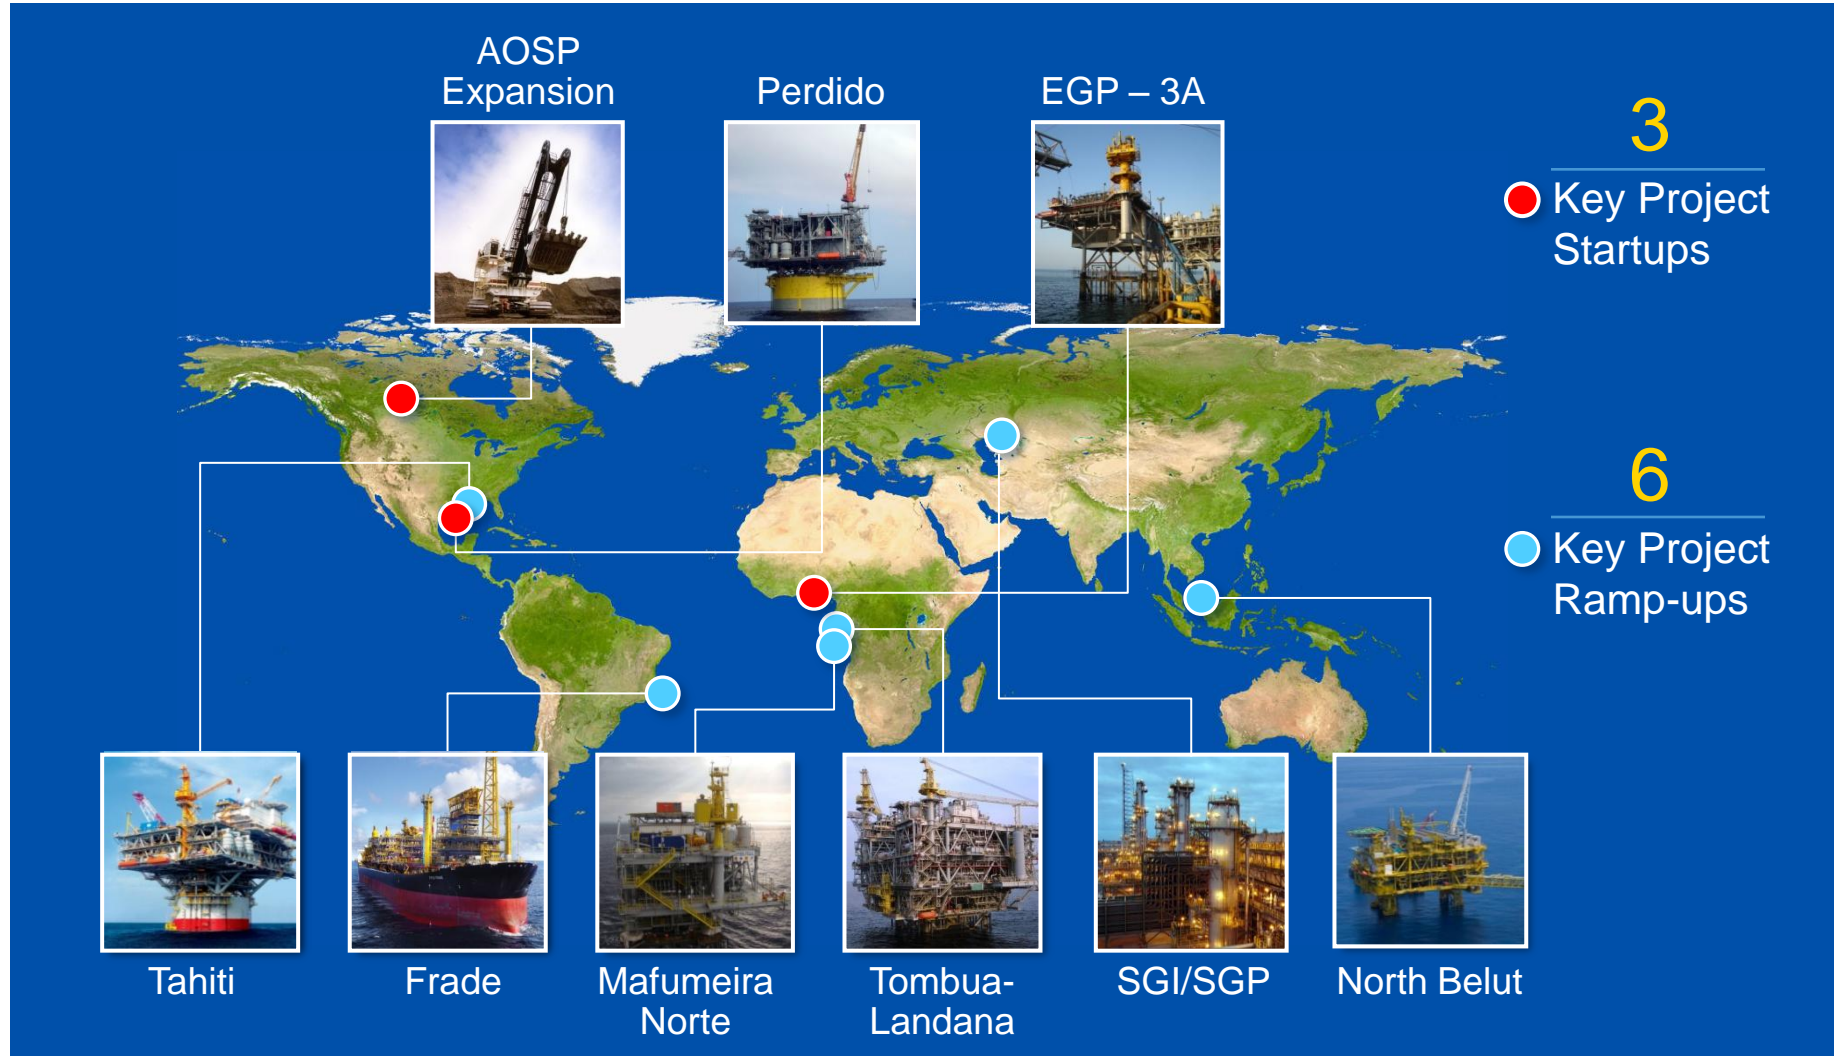 AOSP
Expansion
Perdido
EGP – 3A
3
Key Project
Startups
6
Key Project
Ramp-ups
Tahiti
Frade
Mafumeira
Norte
Tombua-
Landana
SGI/SGP
North Belut